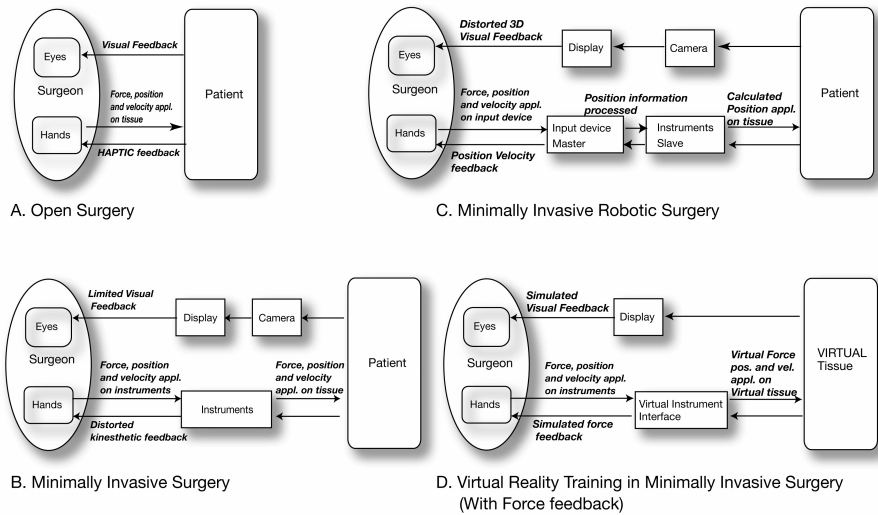 Visual Feedback
Eyes
Surgeon
Force, position
and velocity appl.
on tissue
Hands
HAPTIC feedback
Patient
A. Open Surgery
Distorted 3D
Visual Feedback
Display
Camera
Eyes
Surgeon
Force, position
and velocity appl.
on input device
Hands
Position information
processed
Calculated
Position appl.
on tissue
Input device
Master
Instruments
Slave
Position Velocity
feedback
Patient
C. Minimally Invasive Robotic Surgery
Limited Visual
Feedback
Display
Camera
Eyes
Surgeon
Force, position
and velocity appl.
on instruments
Force, position
and velocity
appl. on tissue
Hands
Instruments
Distorted
kinesthetic feedback
Patient
B. Minimally Invasive Surgery
Simulated
Visual Feedback
Display
Eyes
Surgeon
Force, position
and velocity appl.
on instruments
Virtual Force
pos. and vel.
appl. on
Virtual tissue
Hands
Virtual Instrument
Interface
Simulated force
feedback
VIRTUAL
Tissue
D. Virtual Reality Training in Minimally Invasive Surgery
(With Force feedback)